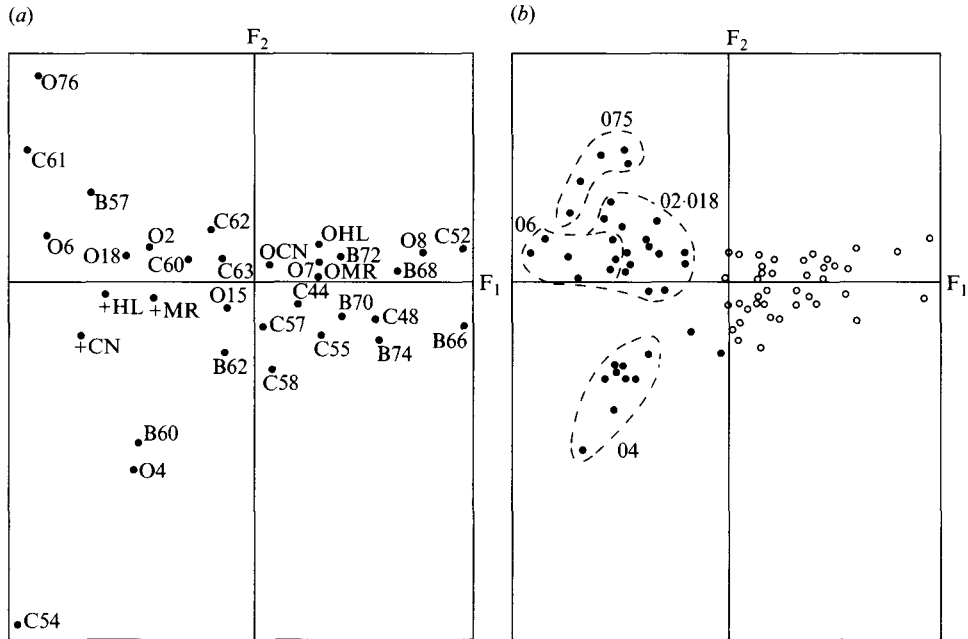 (a)
F₂
O76
C61
B57
C62
O6
O2
O18
C60
C63
OCN
OHL
B72
O8
C52
O7
OMR
B68
F₁
+HL
+MR
O15
C44
B70
C48
C57
+CN
C55
B74
B66
B62
C58
B60
O4
C54
(b)
F₂
075
02·018
06
F₁
04